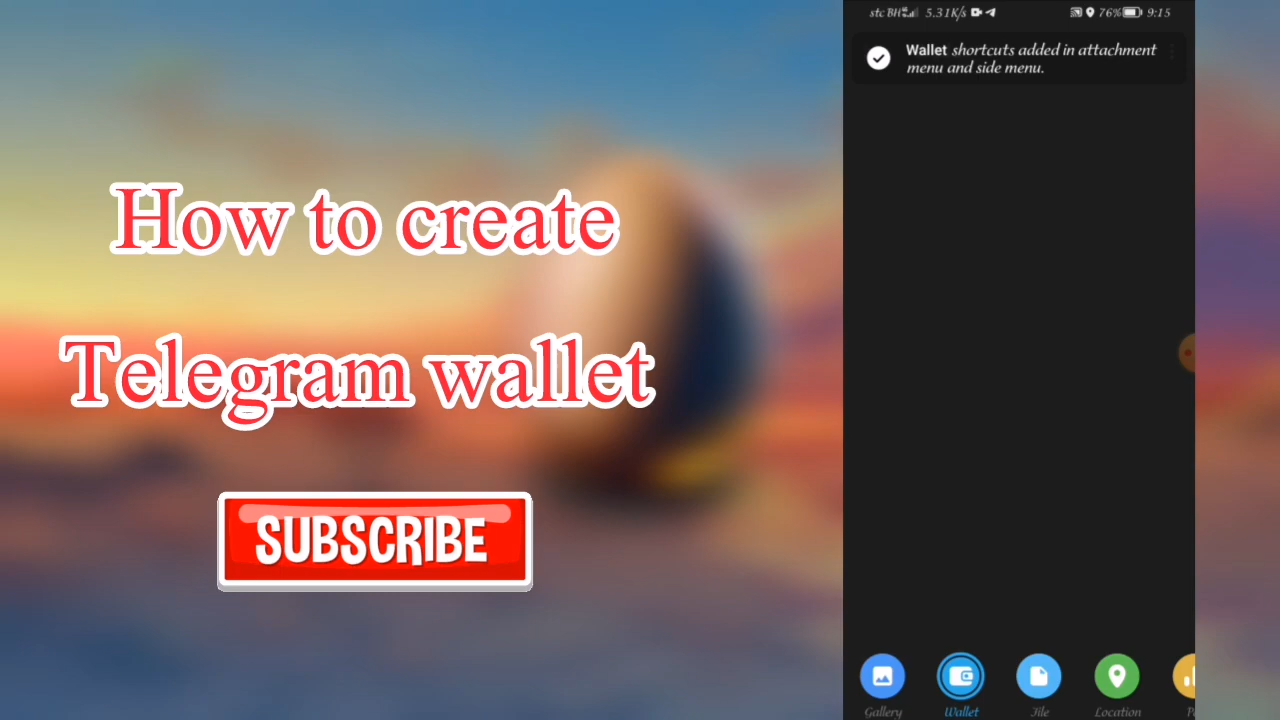 How to create
Telegram wallet
SUBSCRIBE
stc BH 5.31K/s 76% 9:15
Wallet shortcuts added in attachment
menu and side menu.
Gallery Wallet File Location